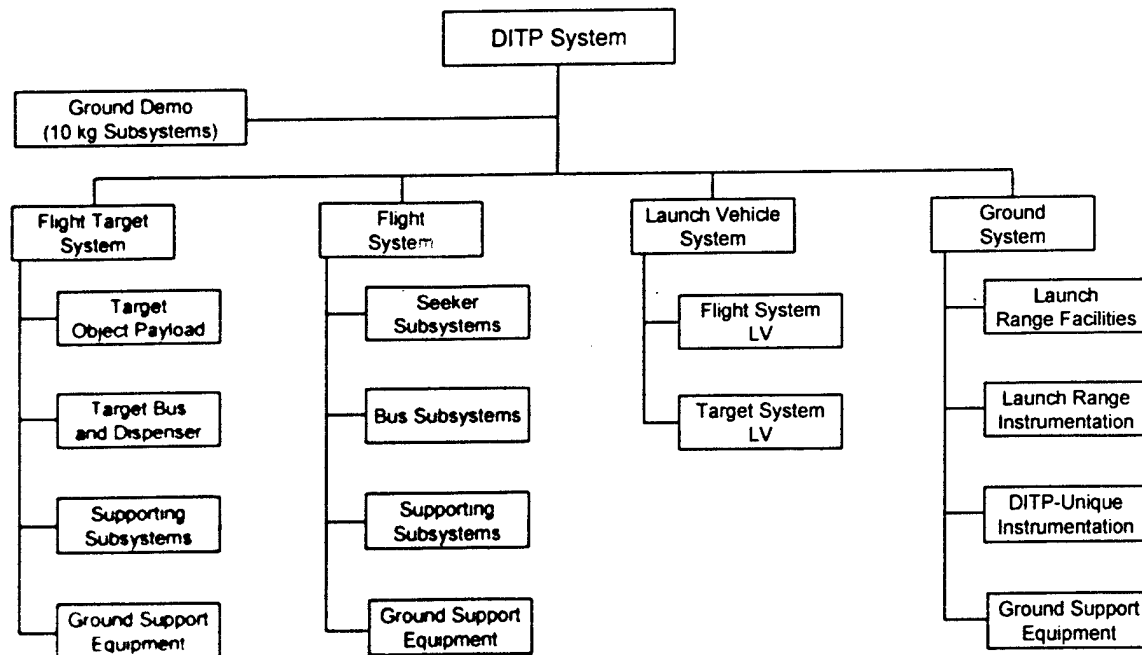 DITP System
Ground Demo
(10 kg Subsystems)
Flight Target
System
Target
Object Payload
Target Bus
and Dispenser
Supporting
Subsystems
Ground Support
Equipment
Flight
System
Seeker
Subsystems
Bus Subsystems
Supporting
Subsystems
Ground Support
Equipment
Launch Vehicle
System
Flight System
LV
Target System
LV
Ground
System
Launch
Range Facilities
Launch Range
Instrumentation
DITP-Unique
Instrumentation
Ground Support
Equipment